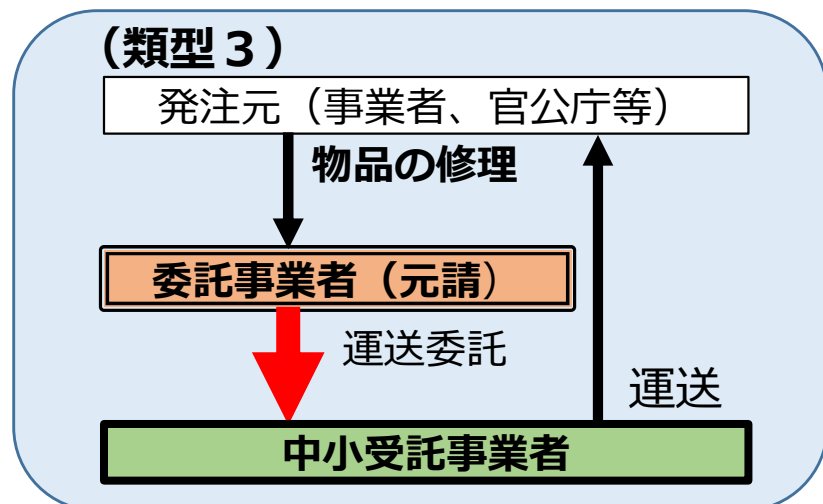 （類型３）
発注元（事業者、官公庁等）
物品の修理
委託事業者（元請）
運送委託
運送
中小受託事業者